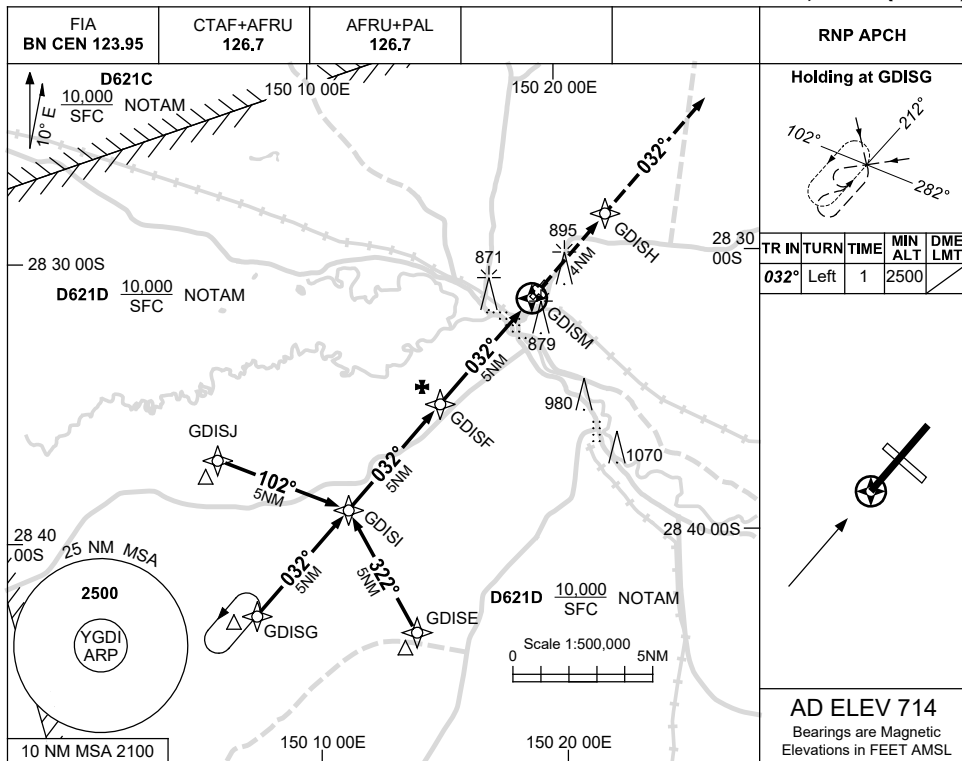 FIA
BN CEN 123.95
CTAF+AFRU
126.7
AFRU+PAL
126.7
RNP APCH
D621C
10,000
SFC
NOTAM
10° E
150 10 00E
150 20 00E
032°
GDISH
895
4NM
871
28 30 00S
28 30
00S
D621D
10,000
SFC
NOTAM
GDISM
879
032°
5NM
GDISF
980
1070
GDISJ
102°
5NM
032°
5NM
GDISI
28 40
00S
28 40 00S
25 NM MSA
2500
YGDI
ARP
032°
5NM
322°
5NM
GDISG
GDISE
D621D
10,000
SFC
NOTAM
Scale 1:500,000
0
5NM
10 NM MSA 2100
150 10 00E
150 20 00E
Holding at GDISG
212°
102°
282°
TR IN TURN TIME MIN ALT DME LMT
032° Left 1 2500
AD ELEV 714
Bearings are Magnetic
Elevations in FEET AMSL